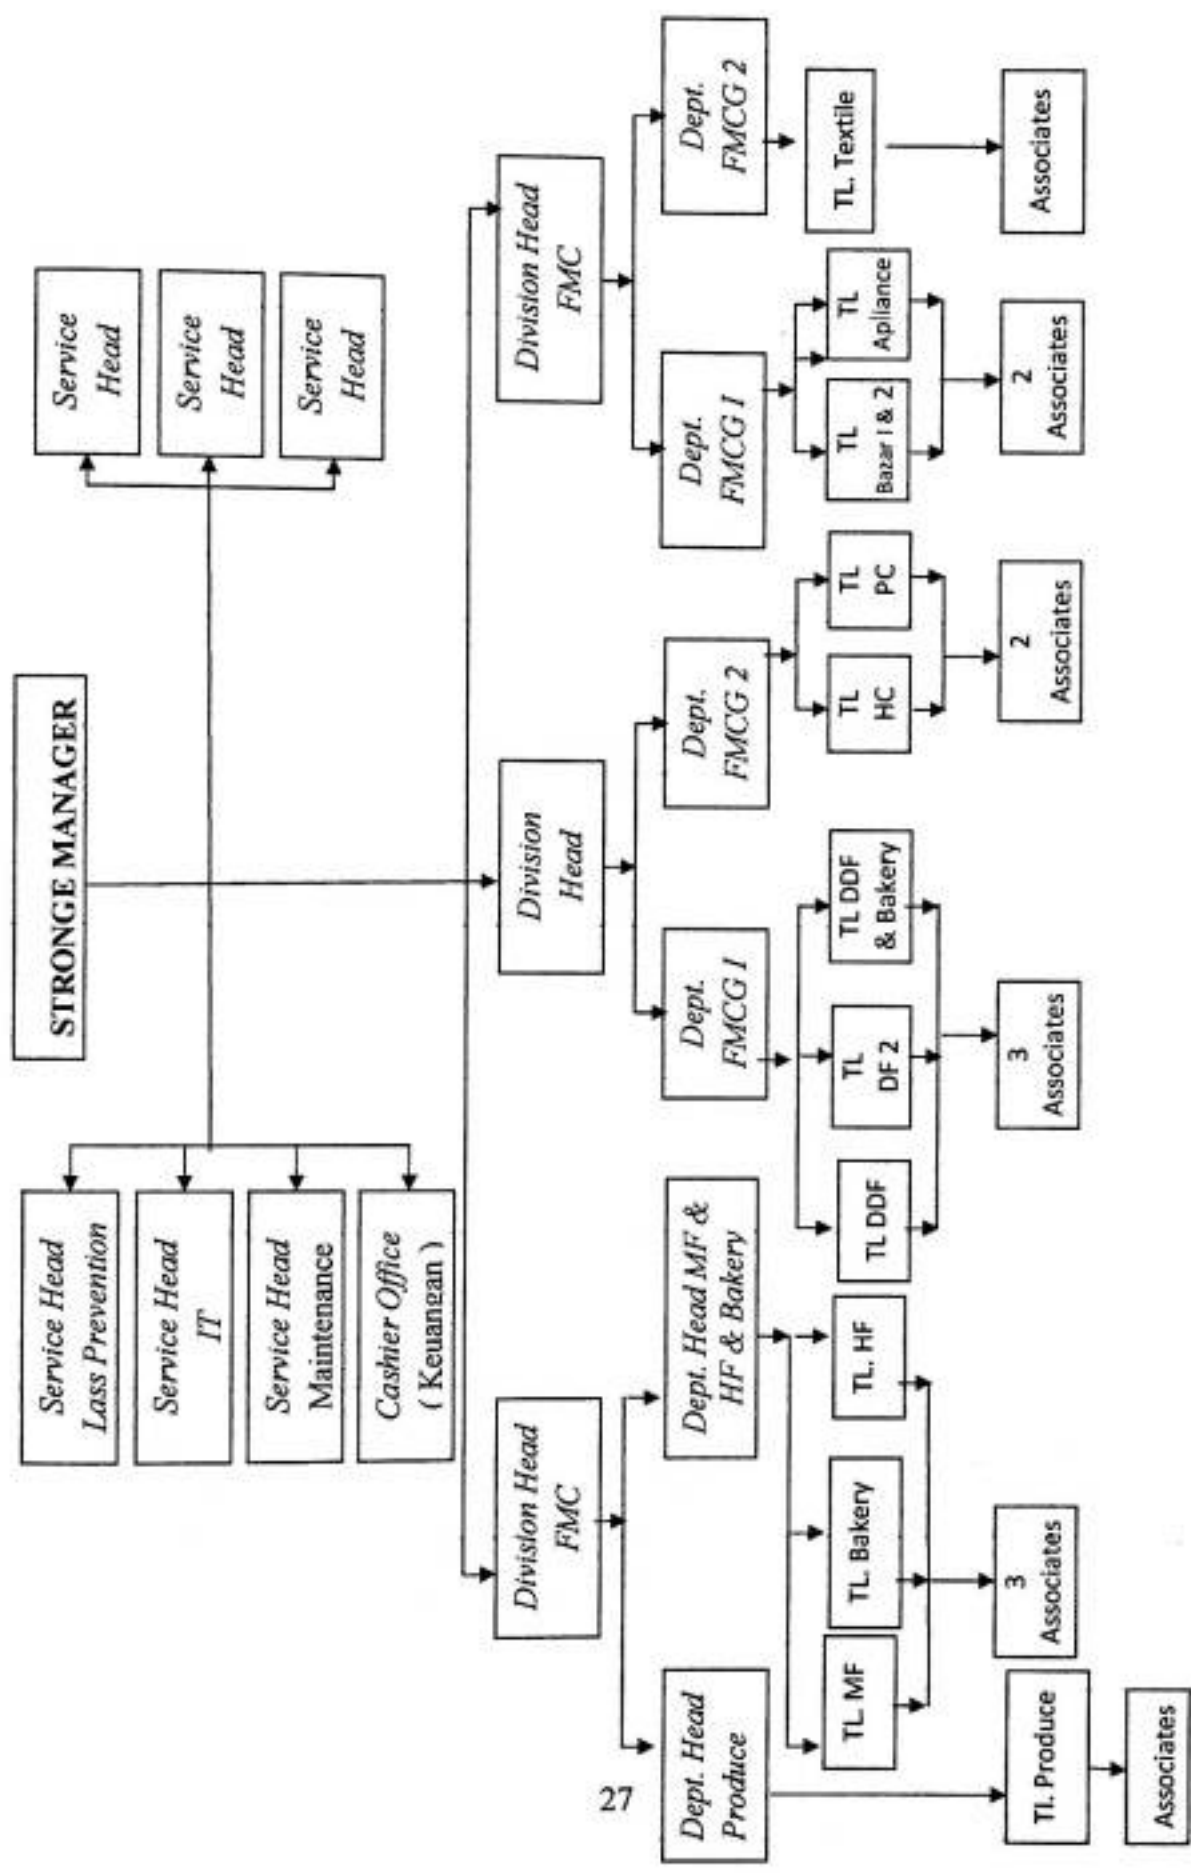 STRONGE MANAGER
Service Head
Lass Prevention
Service Head
IT
Service Head
Maintenance
Cashier Office
( Keuangan )
Service
Head
Service
Head
Service
Head
Division Head
FMC
Division
Head
Division Head
FMC
Dept. Head
Produce
Dept. Head MF &
HF & Bakery
Dept.
FMCG I
Dept.
FMCG 2
Dept.
FMCG I
Dept.
FMCG 2
TL. MF
TL. Bakery
TL. HF
TL DDF
TL
DF 2
TL DDF
& Bakery
TL
HC
TL
PC
TL
Bazar I & 2
TL
Apliance
TL. Textile
Tl. Produce
3
Associates
3
Associates
2
Associates
2
Associates
Associates
Associates
27